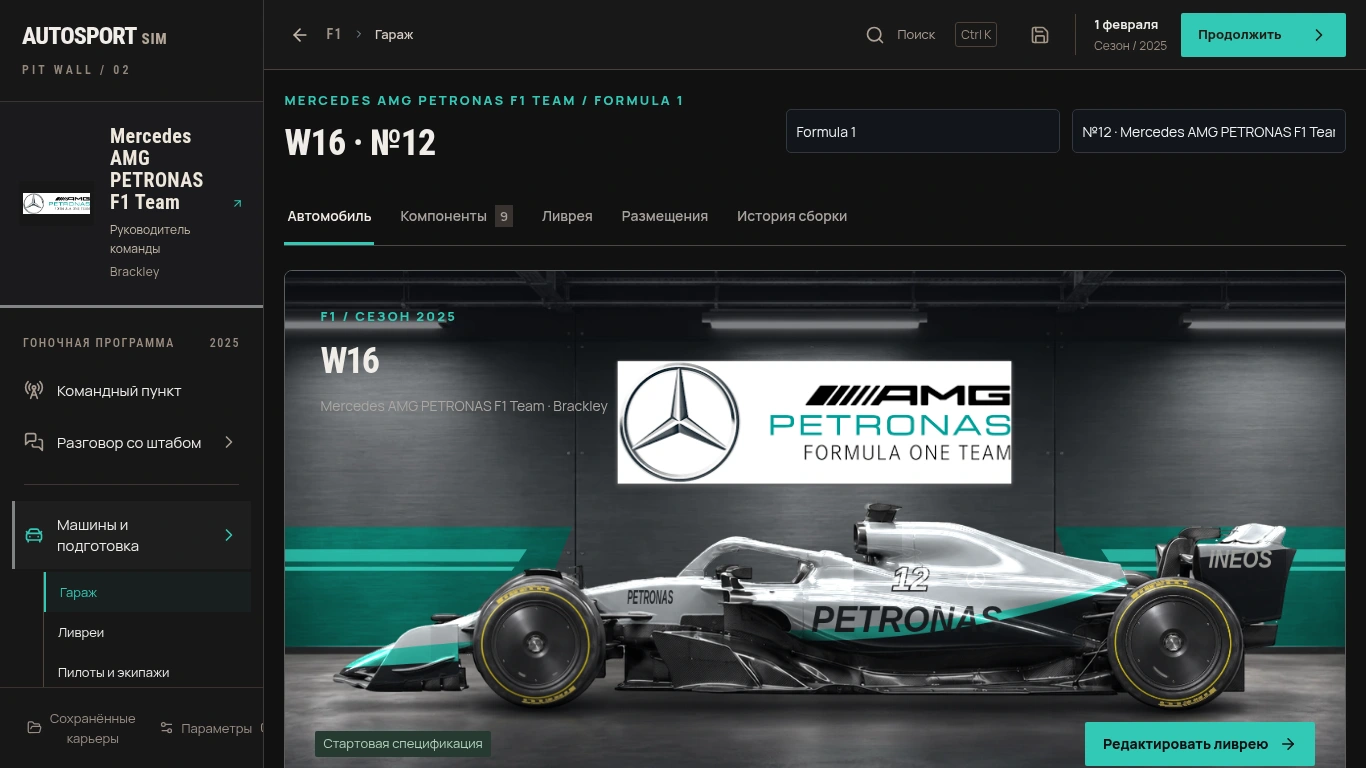 AUTOSPORT SIM
PIT WALL / 02
Mercedes
AMG
PETRONAS
F1 Team
Руководитель
команды
Brackley
ГОНОЧНАЯ ПРОГРАММА 2025
Командный пункт
Разговор со штабом
Машины и
подготовка
Гараж
Ливреи
Пилоты и экипажи
Сохранённые
карьеры
Параметры
F1 > Гараж
Поиск Ctrl K
1 февраля
Сезон / 2025
Продолжить
MERCEDES AMG PETRONAS F1 TEAM / FORMULA 1
W16 · №12
Formula 1
№12 · Mercedes AMG PETRONAS F1 Tear
Автомобиль
Компоненты 9
Ливрея
Размещения
История сборки
F1 / СЕЗОН 2025
W16
Mercedes AMG PETRONAS F1 Team · Brackley
AMG
PETRONAS
FORMULA ONE TEAM
12
PETRONAS
PETRONAS
INEOS
Стартовая спецификация
Редактировать ливрею